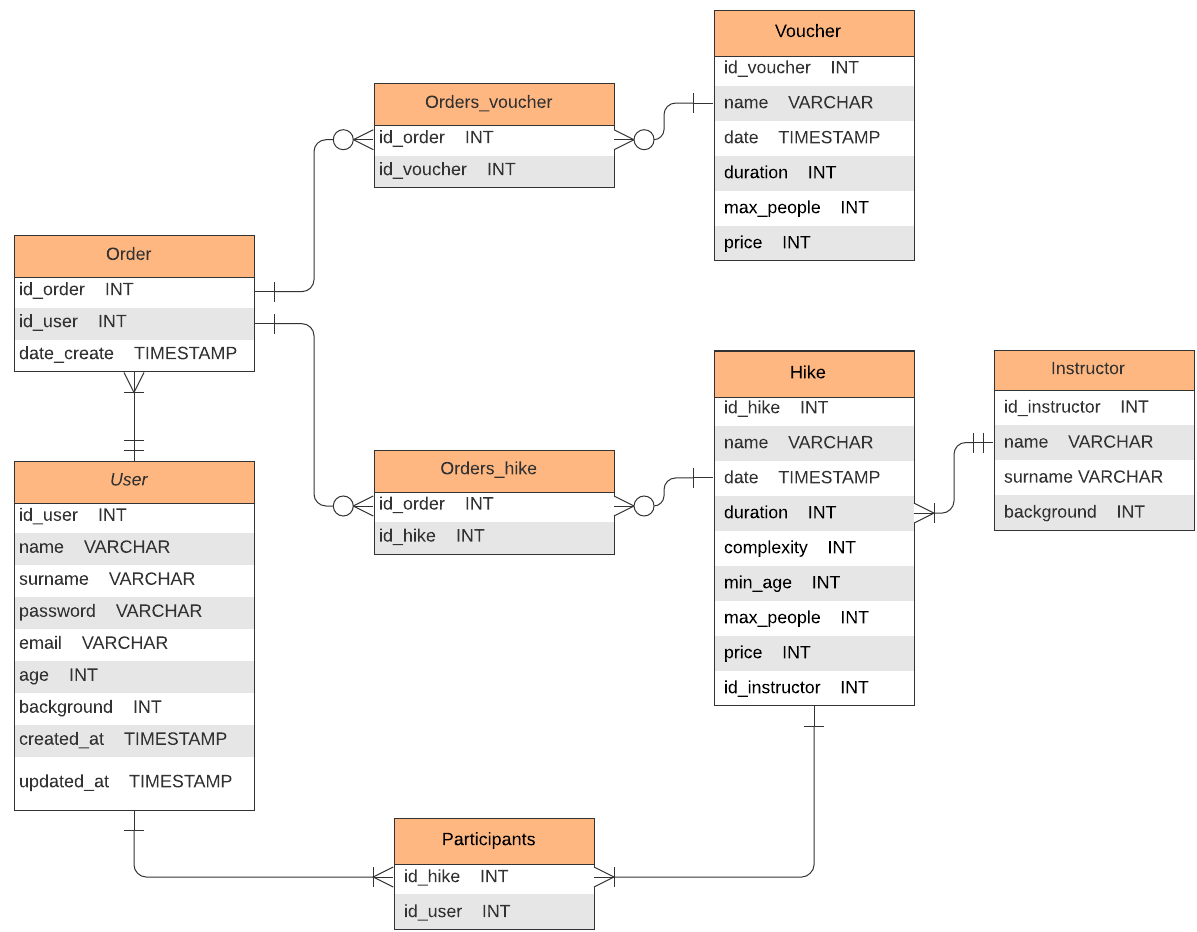 Voucher
id_voucher INT
name VARCHAR
date TIMESTAMP
duration INT
max_people INT
price INT
Orders_voucher
id_order INT
id_voucher INT
Order
id_order INT
id_user INT
date_create TIMESTAMP
Hike
id_hike INT
name VARCHAR
date TIMESTAMP
duration INT
complexity INT
min_age INT
max_people INT
price INT
id_instructor INT
Instructor
id_instructor INT
name VARCHAR
surname VARCHAR
background INT
Orders_hike
id_order INT
id_hike INT
User
id_user INT
name VARCHAR
surname VARCHAR
password VARCHAR
email VARCHAR
age INT
background INT
created_at TIMESTAMP
updated_at TIMESTAMP
Participants
id_hike INT
id_user INT